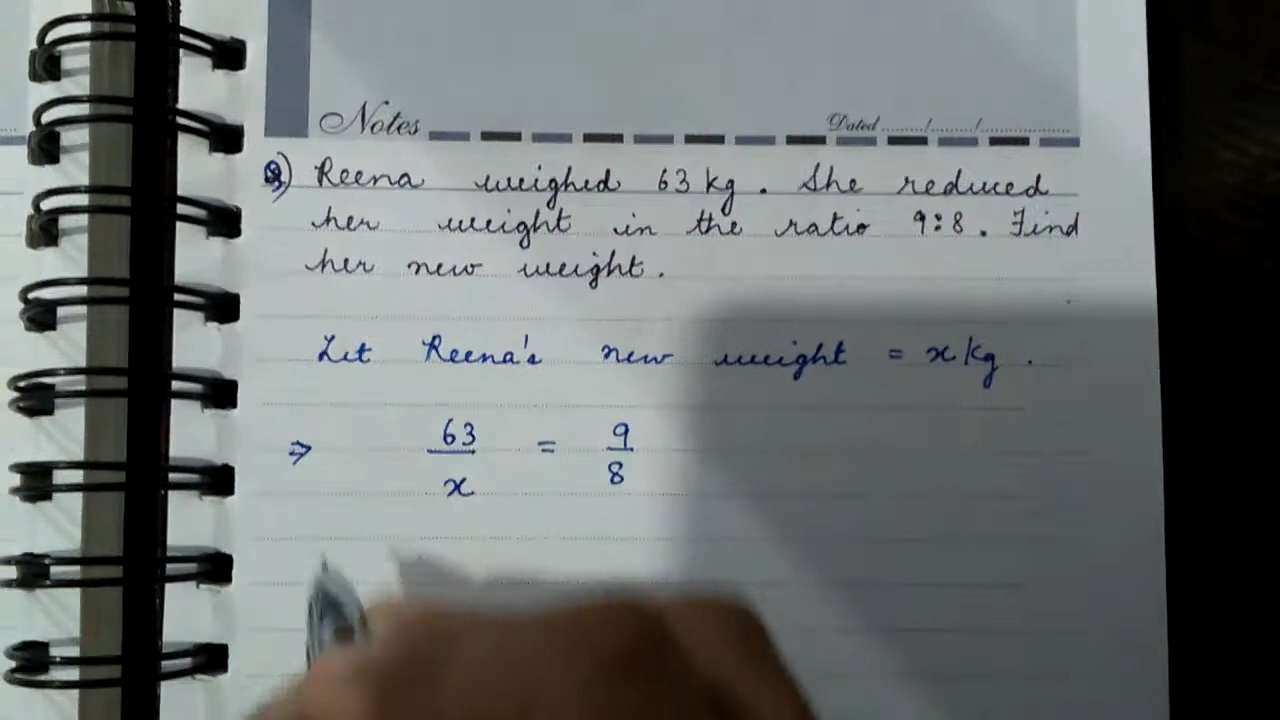 Notes
Dated ......../......../....................
Q) Reena weighed 63 kg. She reduced
her weight in the ratio 9:8. Find
her new weight.
Let Reena's new weight = x kg.
⇒ 63/x = 9/8